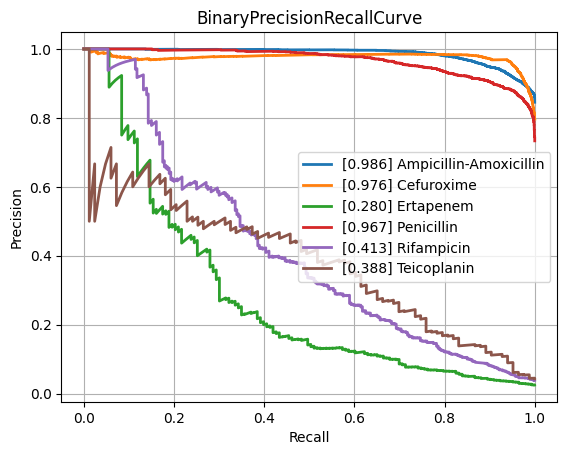 BinaryPrecisionRecallCurve
1.0
0.8
0.6
0.4
0.2
0.0
Precision
[0.986] Ampicillin-Amoxicillin
[0.976] Cefuroxime
[0.280] Ertapenem
[0.967] Penicillin
[0.413] Rifampicin
[0.388] Teicoplanin
0.0 0.2 0.4 0.6 0.8 1.0
Recall